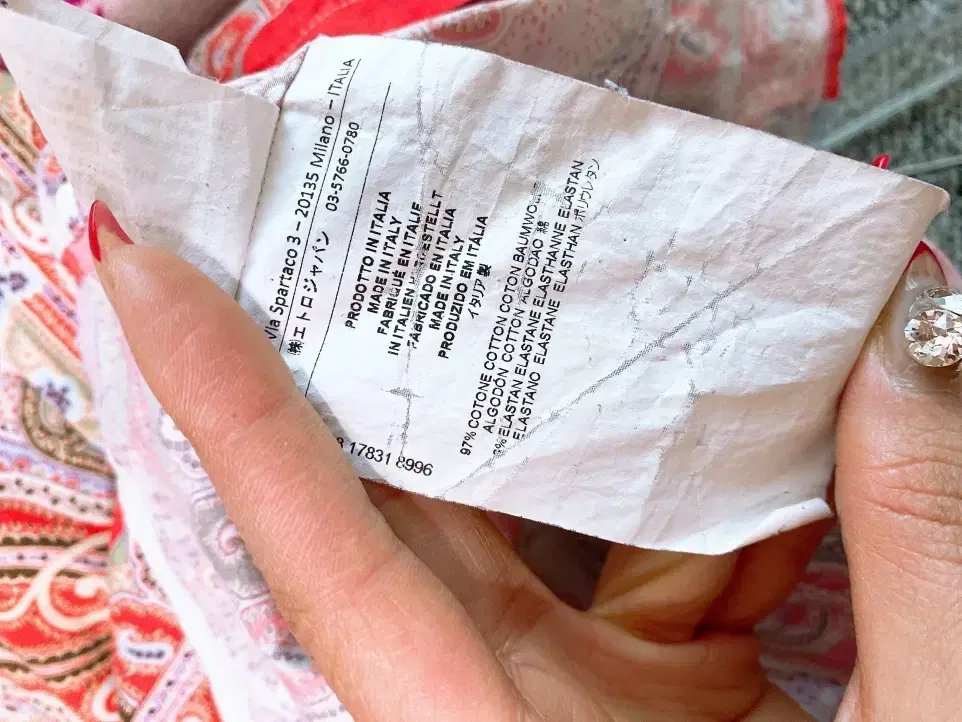 Via Spartaco 3 – 20135 Milano – ITALIA
㈱エトロジャパン 03-5766-0780
PRODOTTO IN ITALIA
MADE IN ITALY
FABRIQUÉ EN ITALIE
IN ITALIEN HERGESTELLT
FABRICADO EN ITALIA
MADE IN ITALY
PRODUZIDO EM ITALIA
イタリア製
97% COTONE COTTON COTON BAUMWOLLE
ALGODÓN COTTON ALGODAO 綿
3% ELASTAN ELASTANE ELASTHANNE ELASTAN
ELASTANO ELASTANE ELASTHAN ポリウレタン
17831 8996